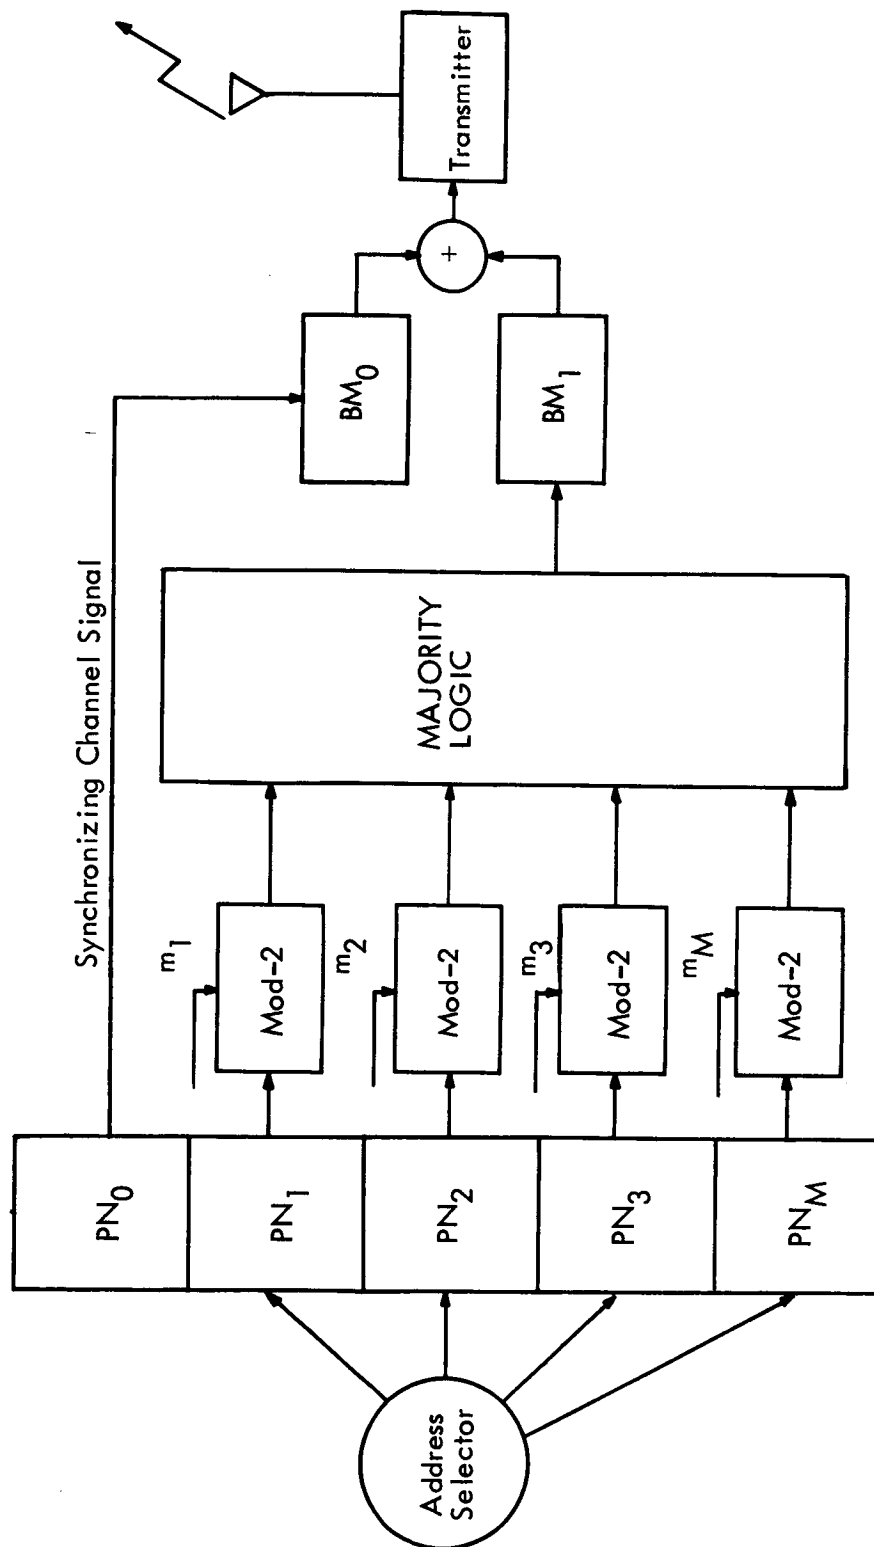 Synchronizing Channel Signal
PN0
PN1
PN2
PN3
PNM
Address
Selector
m1
Mod-2
m2
Mod-2
m3
Mod-2
mM
Mod-2
MAJORITY
LOGIC
BM0
BM1
+
Transmitter